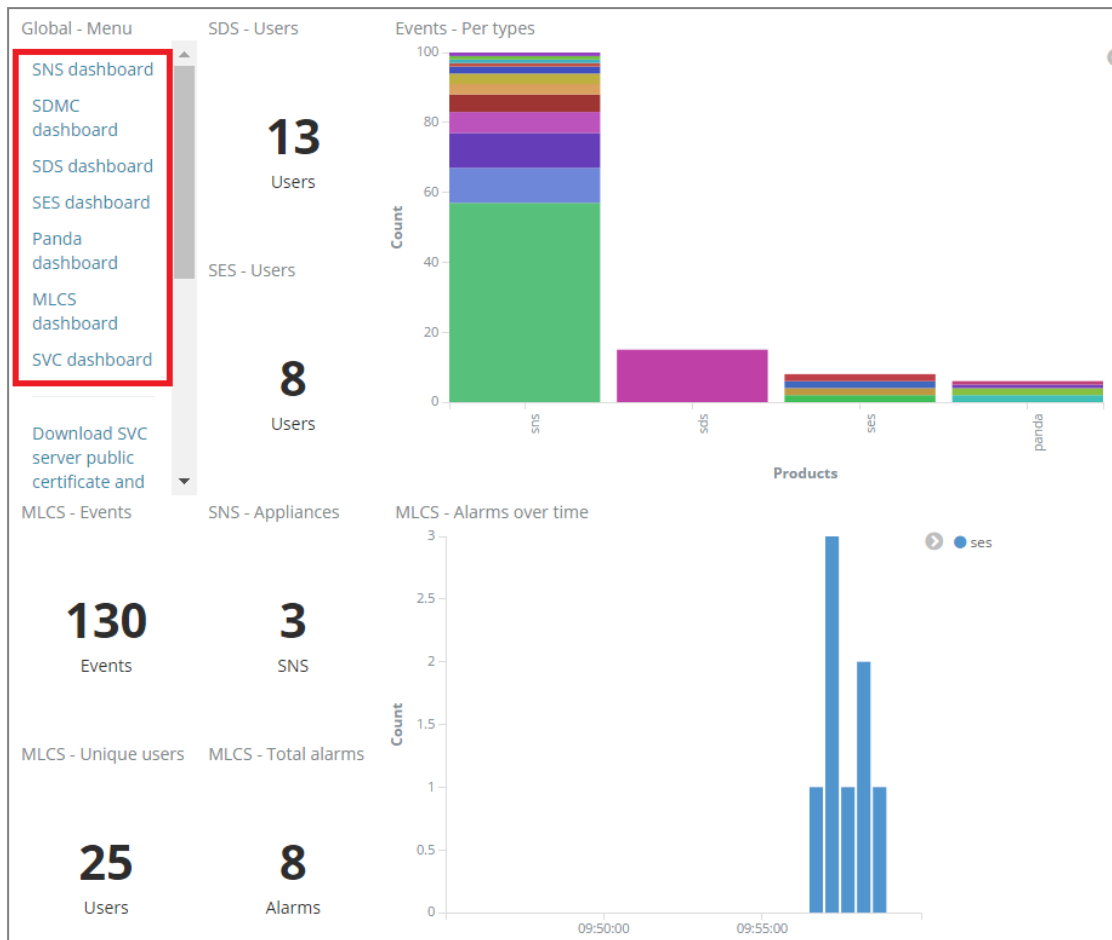 Global - Menu
SNS dashboard
SDMC
dashboard
SDS dashboard
SES dashboard
Panda
dashboard
MLCS
dashboard
SVC dashboard
Download SVC
server public
certificate and
SDS - Users
13
Users
SES - Users
8
Users
Events - Per types
100
80
60
40
20
0
Count
sns
sds
ses
panda
Products
MLCS - Events
130
Events
SNS - Appliances
3
SNS
MLCS - Alarms over time
3
2.5
2
1.5
1
0.5
0
Count
09:50:00
09:55:00
ses
MLCS - Unique users
25
Users
MLCS - Total alarms
8
Alarms